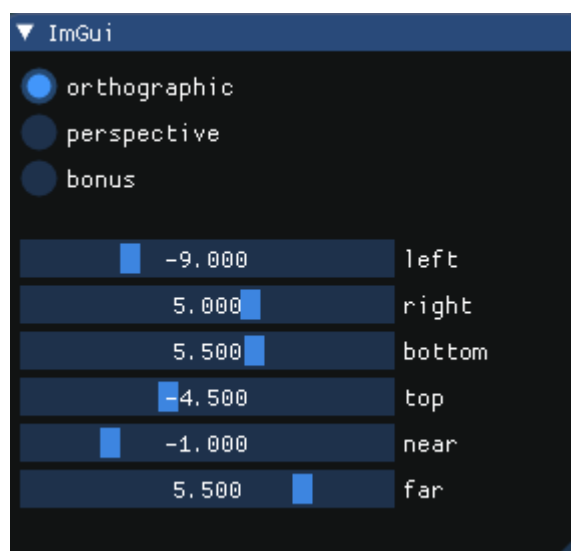 ImGui
orthographic
perspective
bonus
-9.000 left
5.000 right
5.500 bottom
-4.500 top
-1.000 near
5.500 far